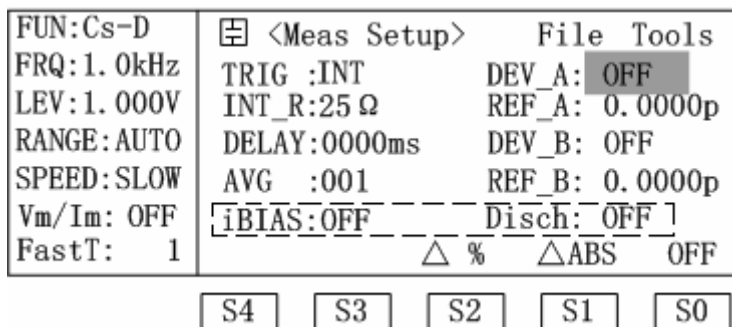 FUN:Cs-D
FRQ:1.0kHz
LEV:1.000V
RANGE:AUTO
SPEED:SLOW
Vm/Im: OFF
FastT: 1
<Meas Setup> File Tools
TRIG :INT DEV_A: OFF
INT_R:25Ω REF_A: 0.0000p
DELAY:0000ms DEV_B: OFF
AVG :001 REF_B: 0.0000p
iBIAS:OFF Disch: OFF
△ % △ABS OFF
S4 S3 S2 S1 S0